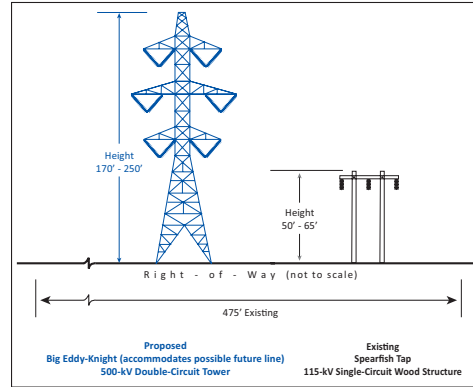 Height
170' - 250'
Height
50' - 65'
Right - of - Way (not to scale)
475' Existing
Proposed
Big Eddy-Knight (accommodates possible future line)
500-kV Double-Circuit Tower
Existing
Spearfish Tap
115-kV Single-Circuit Wood Structure